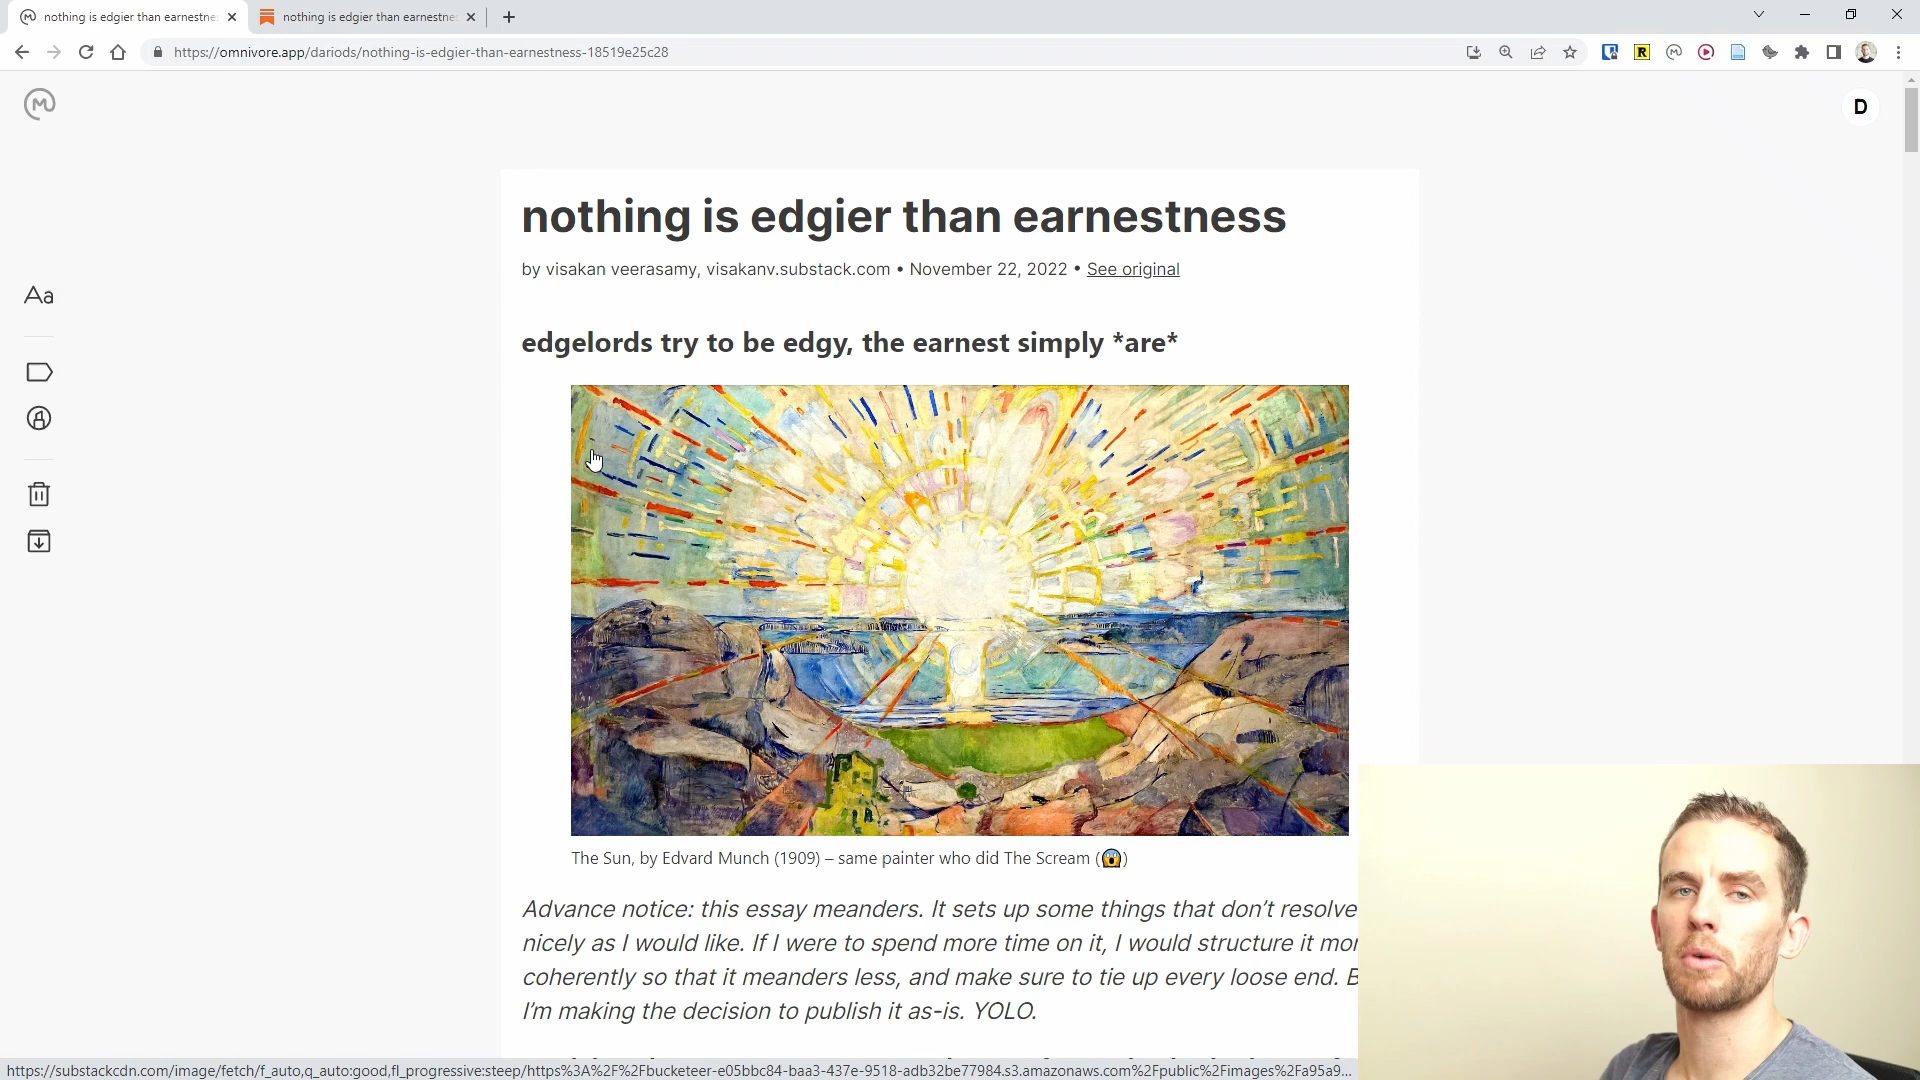 nothing is edgier than earnestne
nothing is edgier than earnestne
https://omnivore.app/dariods/nothing-is-edgier-than-earnestness-18519e25c28
R
D
nothing is edgier than earnestness
by visakan veerasamy, visakanv.substack.com • November 22, 2022 • See original
Aa
edgelords try to be edgy, the earnest simply *are*
The Sun, by Edvard Munch (1909) – same painter who did The Scream (😱)
Advance notice: this essay meanders. It sets up some things that don't resolve
nicely as I would like. If I were to spend more time on it, I would structure it mor
coherently so that it meanders less, and make sure to tie up every loose end. B
I'm making the decision to publish it as-is. YOLO.
https://substackcdn.com/image/fetch/f_auto,q_auto:good,fl_progressive:steep/https%3A%2F%2Fbucketeer-e05bbc84-baa3-437e-9518-adb32be77984.s3.amazonaws.com%2Fpublic%2Fimages%2Fa95a9...